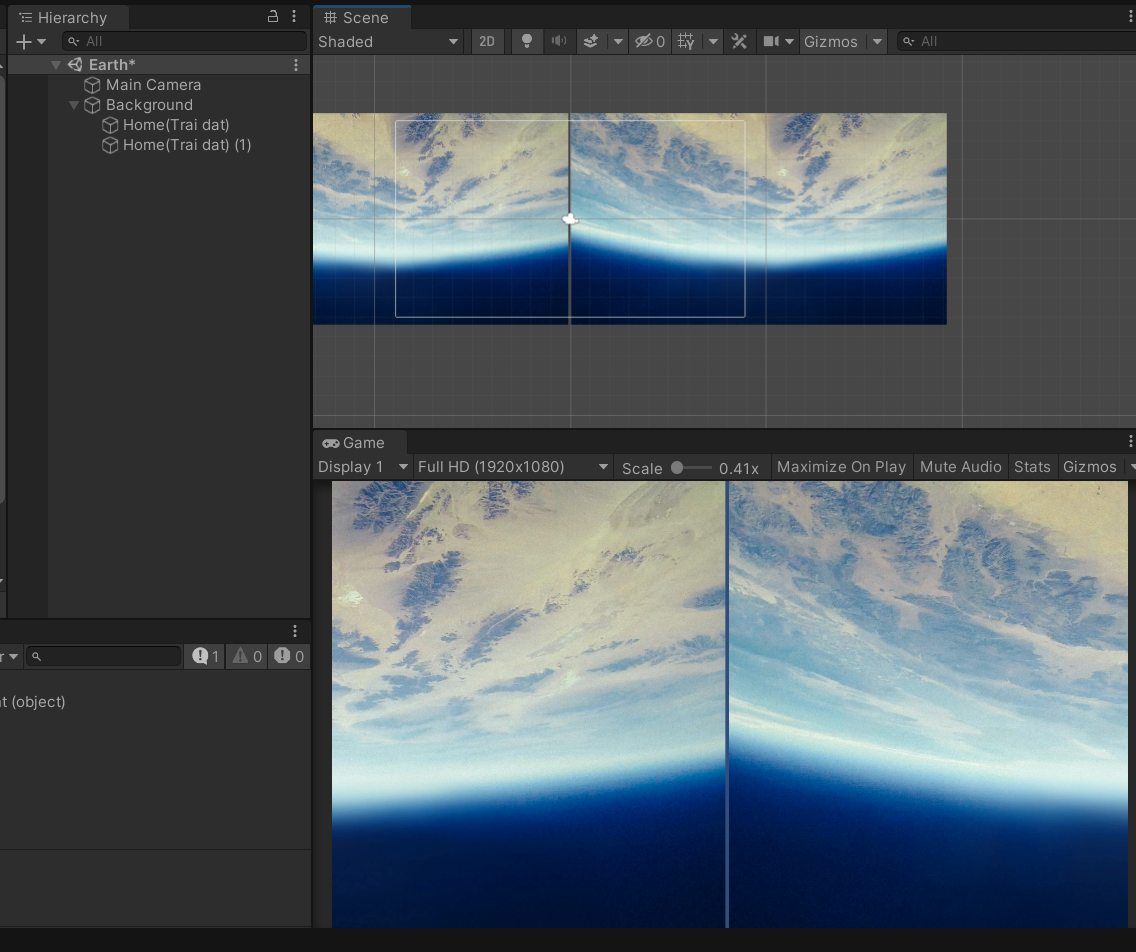 Hierarchy
All
Earth*
Main Camera
Background
Home(Trai dat)
Home(Trai dat) (1)
1 0 0
t (object)
Scene
Shaded 2D 0 Gizmos All
Game
Display 1 Full HD (1920x1080) Scale 0.41x Maximize On Play Mute Audio Stats Gizmos